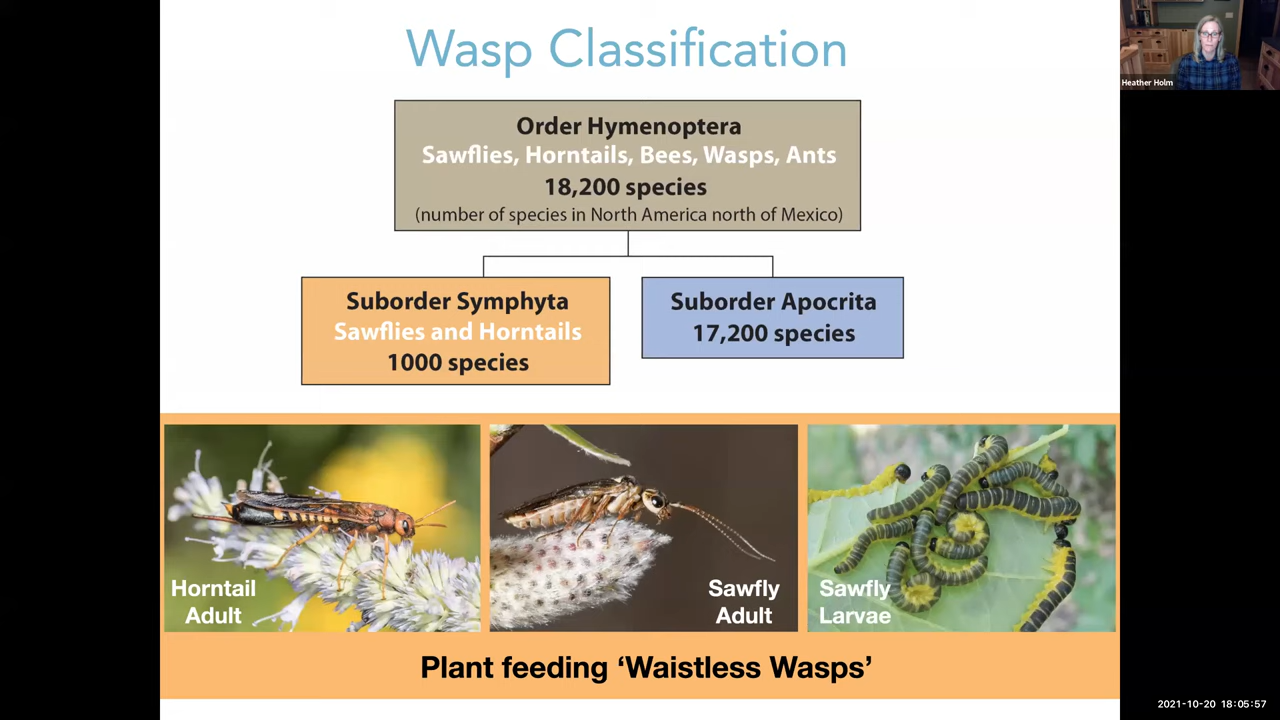 Wasp Classification
Heather Holm
Order Hymenoptera
Sawflies, Horntails, Bees, Wasps, Ants
18,200 species
(number of species in North America north of Mexico)
Suborder Symphyta
Sawflies and Horntails
1000 species
Suborder Apocrita
17,200 species
Horntail
Adult
Sawfly
Adult
Sawfly
Larvae
Plant feeding ‘Waistless Wasps’
2021-10-20 18:05:57